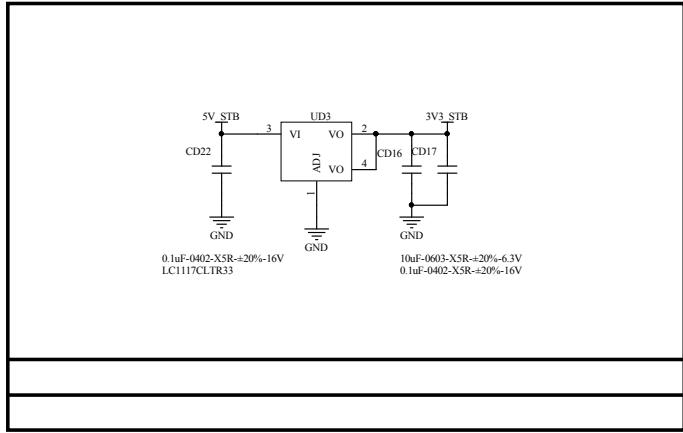 5V_STB UD3 3V3_STB
3 VI VO 2
CD22 CD16 CD17
ADJ VO 4
1
GND GND
GND
0.1uF-0402-X5R-±20%-16V 10uF-0603-X5R-±20%-6.3V
LC1117CLTR33 0.1uF-0402-X5R-±20%-16V